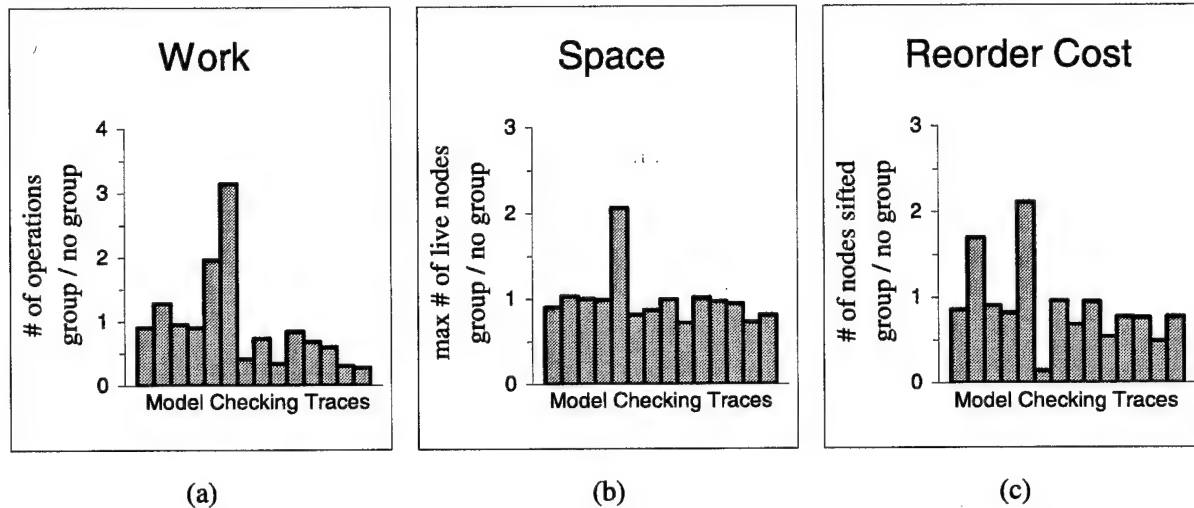 Work
# of operations
group / no group
4
3
2
1
0
Model Checking Traces
(a)
Space
max # of live nodes
group / no group
3
2
1
0
Model Checking Traces
(b)
Reorder Cost
# of nodes sifted
group / no group
3
2
1
0
Model Checking Traces
(c)